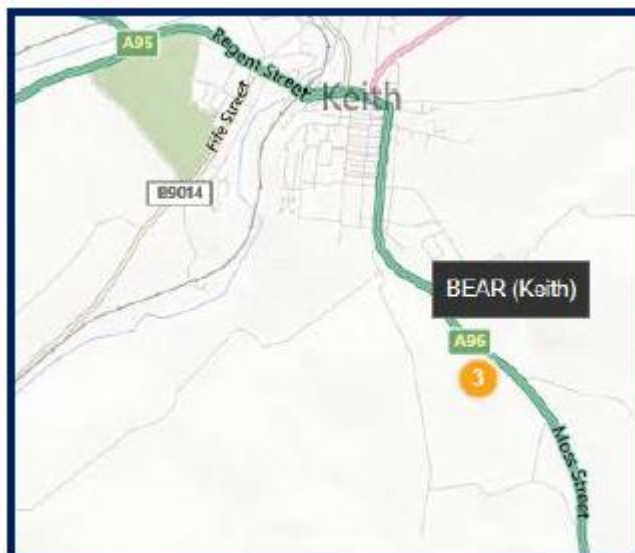 A95
Regent Street
Keith
Fife Street
B9014
BEAR (Keith)
A96
3
Moss Street